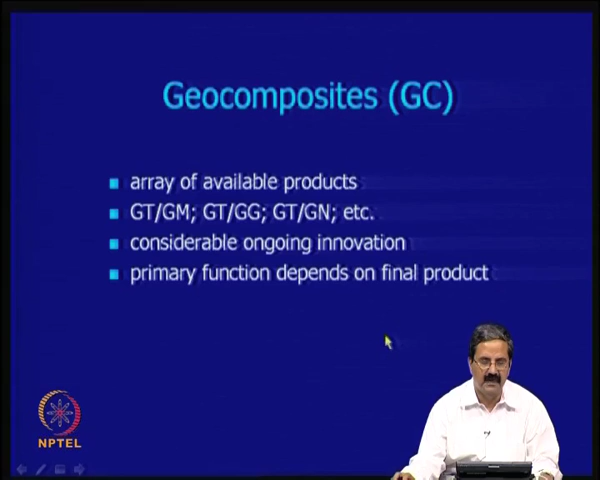 Geocomposites (GC)
array of available products
GT/GM; GT/GG; GT/GN; etc.
considerable ongoing innovation
primary function depends on final product
NPTEL